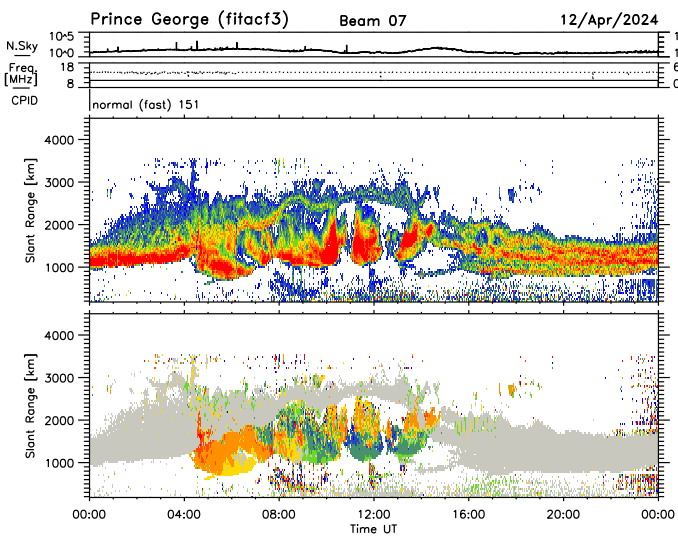 Prince George (fitacf3) Beam 07 12/Apr/2024
N.Sky 10^5 10^0 1 1
Freq. [MHz] 18 8 6 0
CPID normal (fast) 151
Slant Range [km] 4000 3000 2000 1000
Slant Range [km] 4000 3000 2000 1000
00:00 04:00 08:00 12:00 16:00 20:00 00:00
Time UT